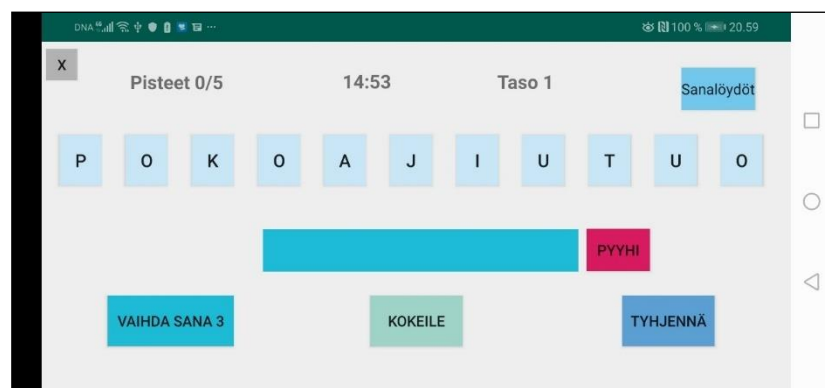 DNA 100 % 20.59
X Pisteet 0/5 14:53 Taso 1 Sanalöydöt
P O K O A J I U T U O
PYYHI
VAIHDA SANA 3 KOKEILE TYHJENNÄ